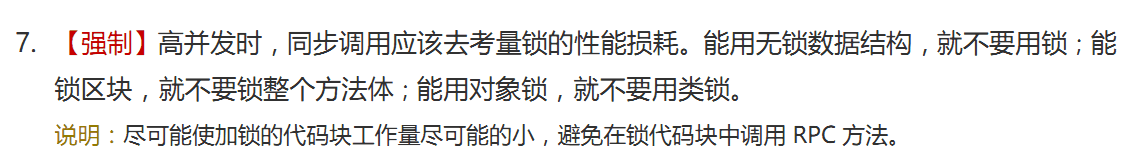 7. 【强制】高并发时，同步调用应该去考量锁的性能损耗。能用无锁数据结构，就不要用锁；能
锁区块，就不要锁整个方法体；能用对象锁，就不要用类锁。
说明：尽可能使加锁的代码块工作量尽可能的小，避免在锁代码块中调用 RPC 方法。